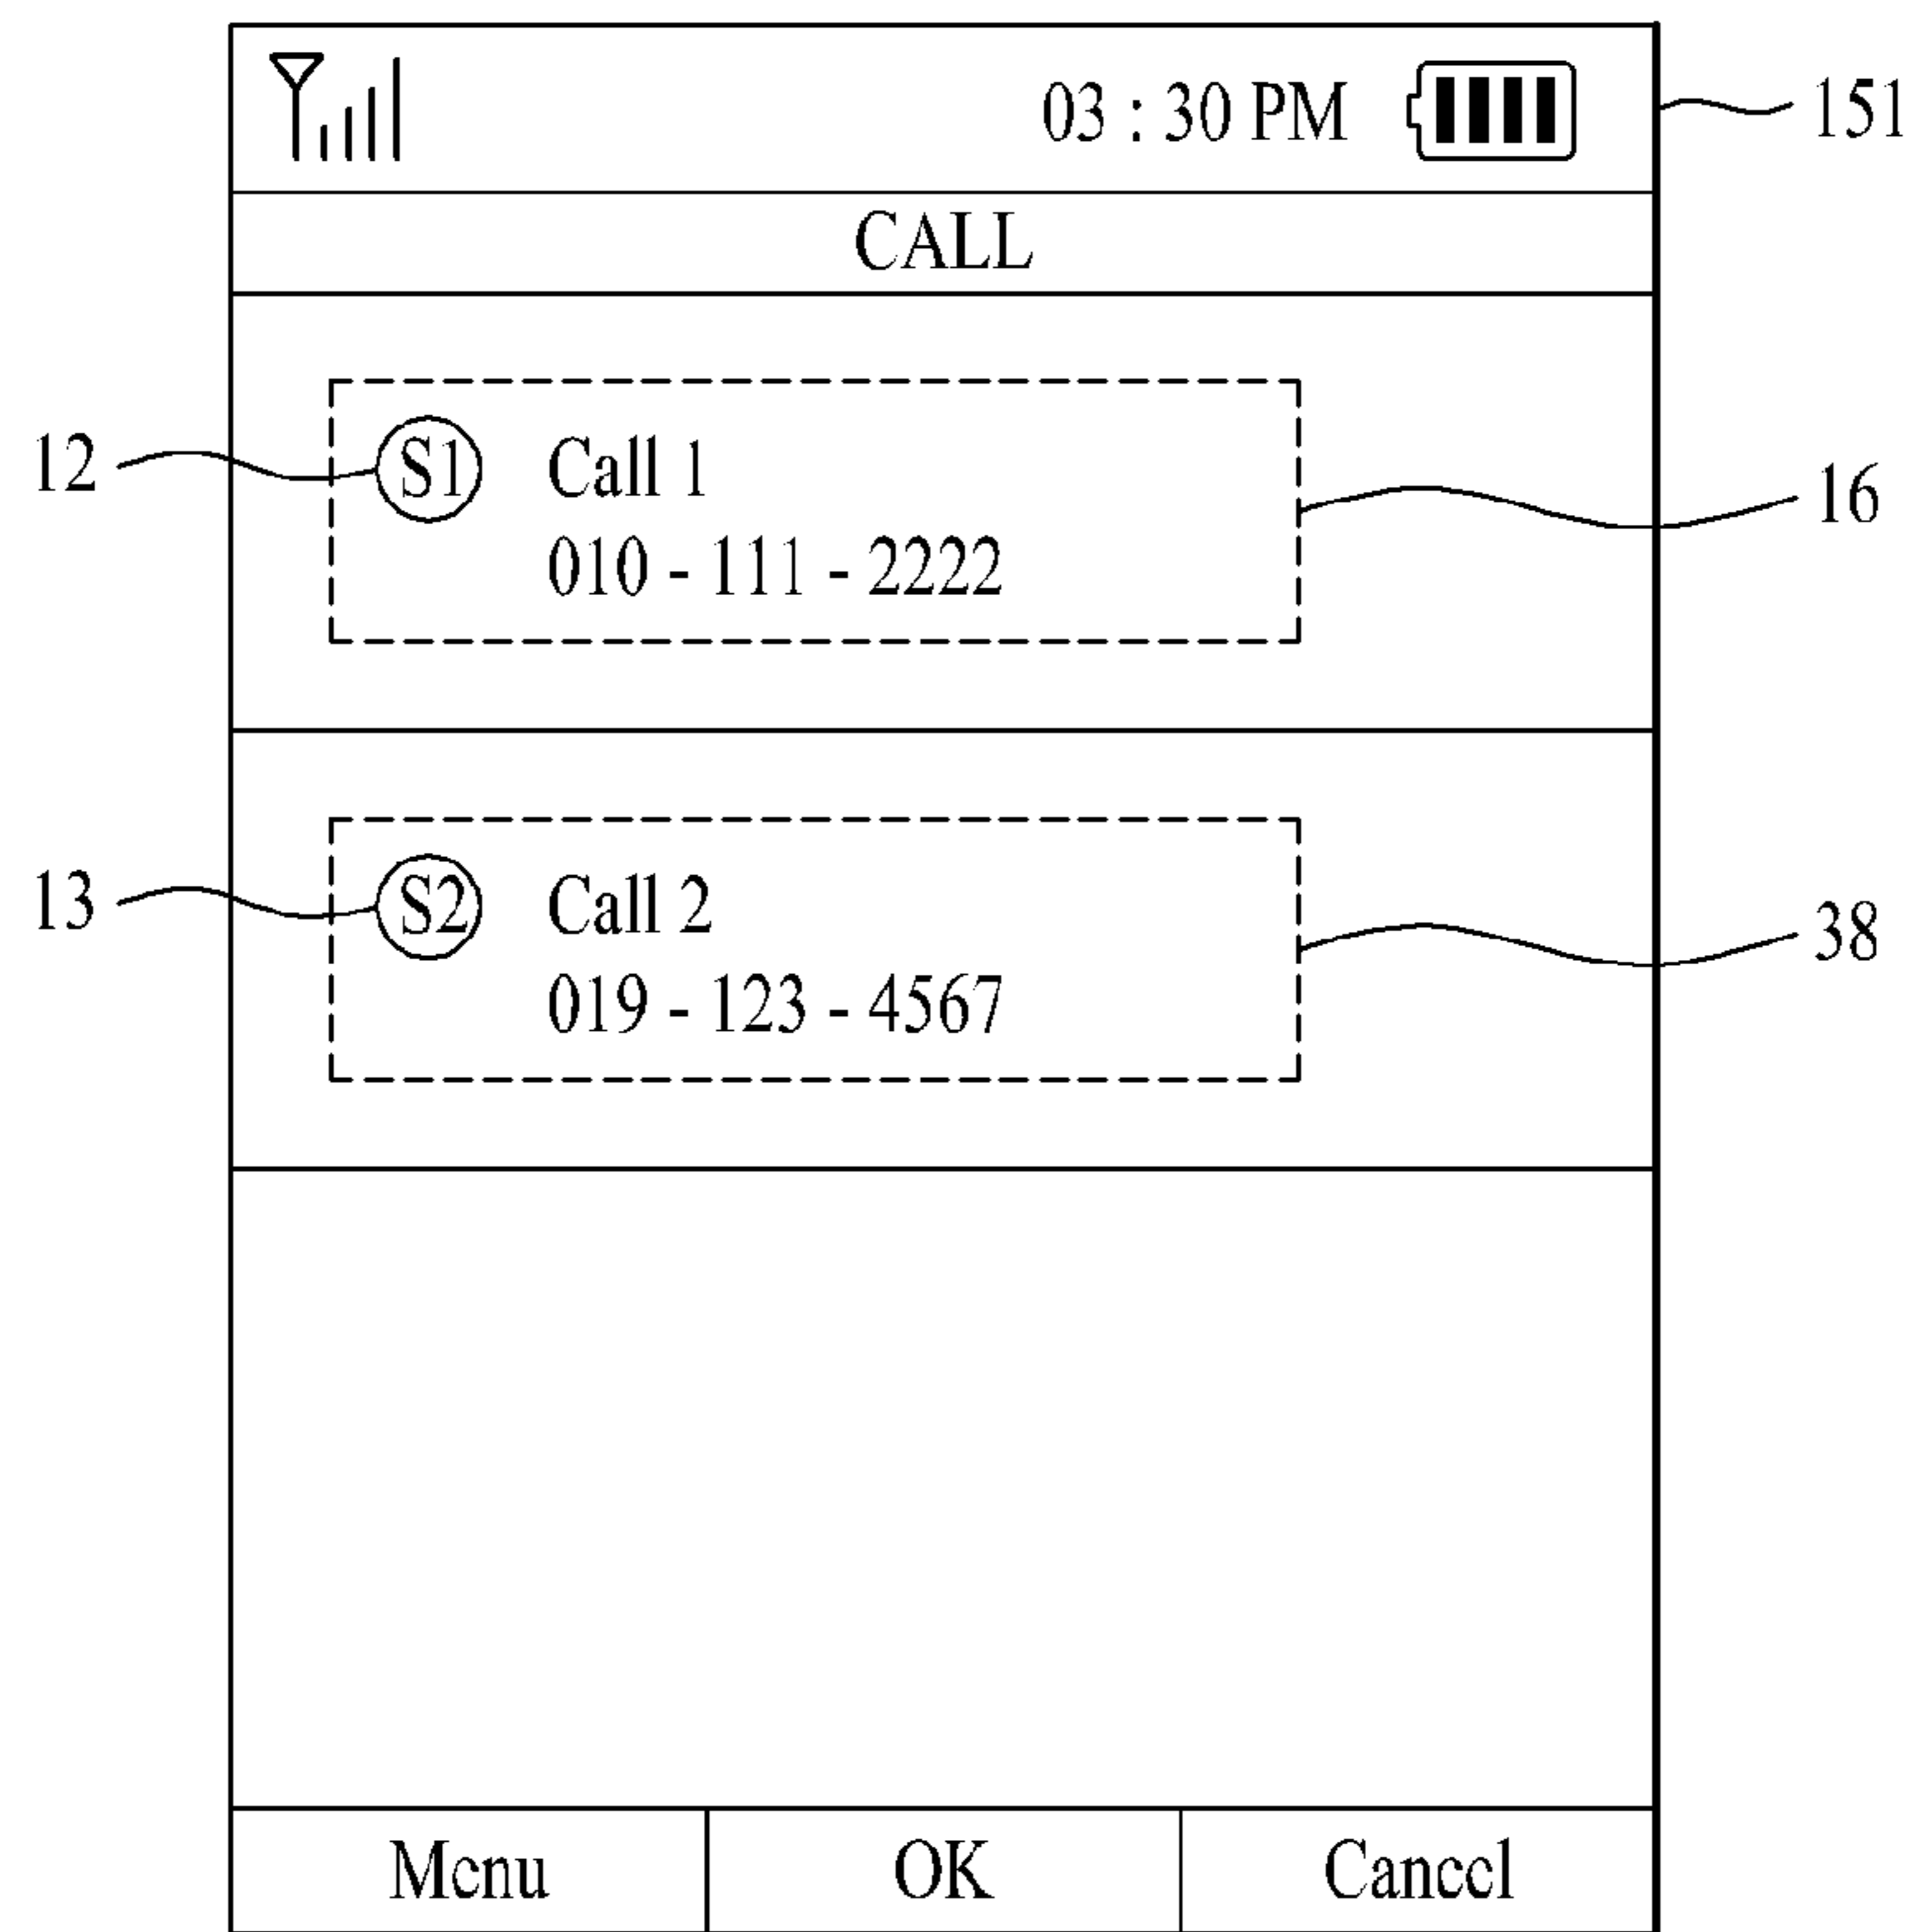 03 : 30 PM
151
CALL
12
S1
Call 1
16
010 - 111 - 2222
13
S2
Call 2
38
019 - 123 - 4567
Menu
OK
Cancel